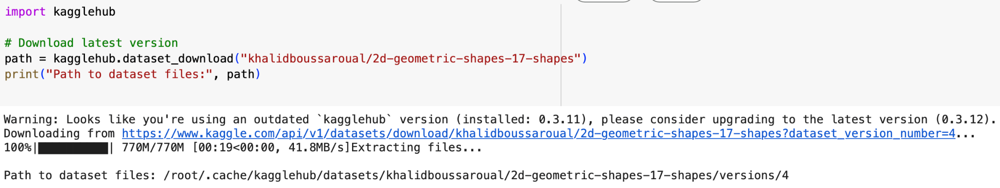 import kagglehub
# Download latest version
path = kagglehub.dataset_download("khalidboussaroual/2d-geometric-shapes-17-shapes")
print("Path to dataset files:", path)
Warning: Looks like you're using an outdated `kagglehub` version (installed: 0.3.11), please consider upgrading to the latest version (0.3.12).
Downloading from https://www.kaggle.com/api/v1/datasets/download/khalidboussaroual/2d-geometric-shapes-17-shapes?dataset_version_number=4...
100%|██████████| 770M/770M [00:19<00:00, 41.8MB/s]Extracting files...
Path to dataset files: /root/.cache/kagglehub/datasets/khalidboussaroual/2d-geometric-shapes-17-shapes/versions/4